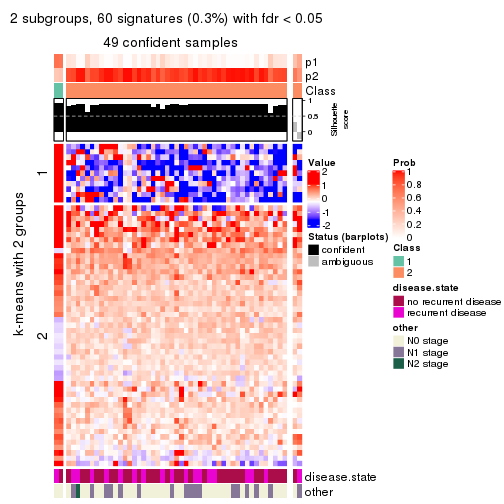 2 subgroups, 60 signatures (0.3%) with fdr < 0.05
49 confident samples
p1
p2
Class
1
0.5
0
Silhouette
score
k-means with 2 groups
1
2
disease.state
other
Value
2
1
0
-1
-2
Status (barplots)
confident
ambiguous
Prob
1
0.8
0.6
0.4
0.2
0
Class
1
2
disease.state
no recurrent disease
recurrent disease
other
N0 stage
N1 stage
N2 stage